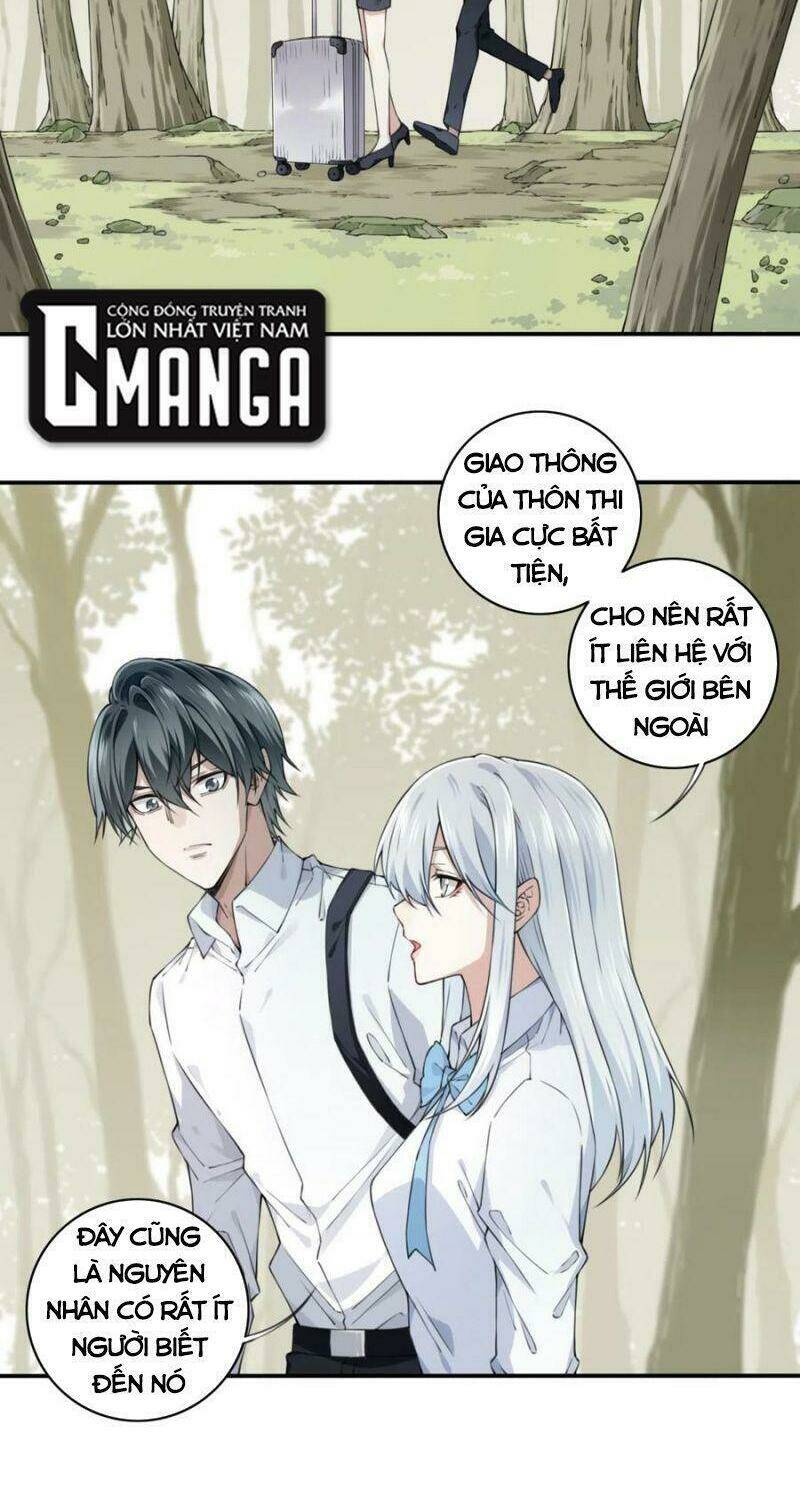 CỘNG ĐỒNG TRUYỆN TRANH
LỚN NHẤT VIỆT NAM
CMANGA
GIAO THÔNG
CỦA THÔN THI
GIA CỰC BẤT
TIỆN,
CHO NÊN RẤT
ÍT LIÊN HỆ VỚI
THẾ GIỚI BÊN
NGOÀI
ĐÂY CŨNG
LÀ NGUYÊN
NHÂN CÓ RẤT ÍT
NGƯỜI BIẾT
ĐẾN NÓ